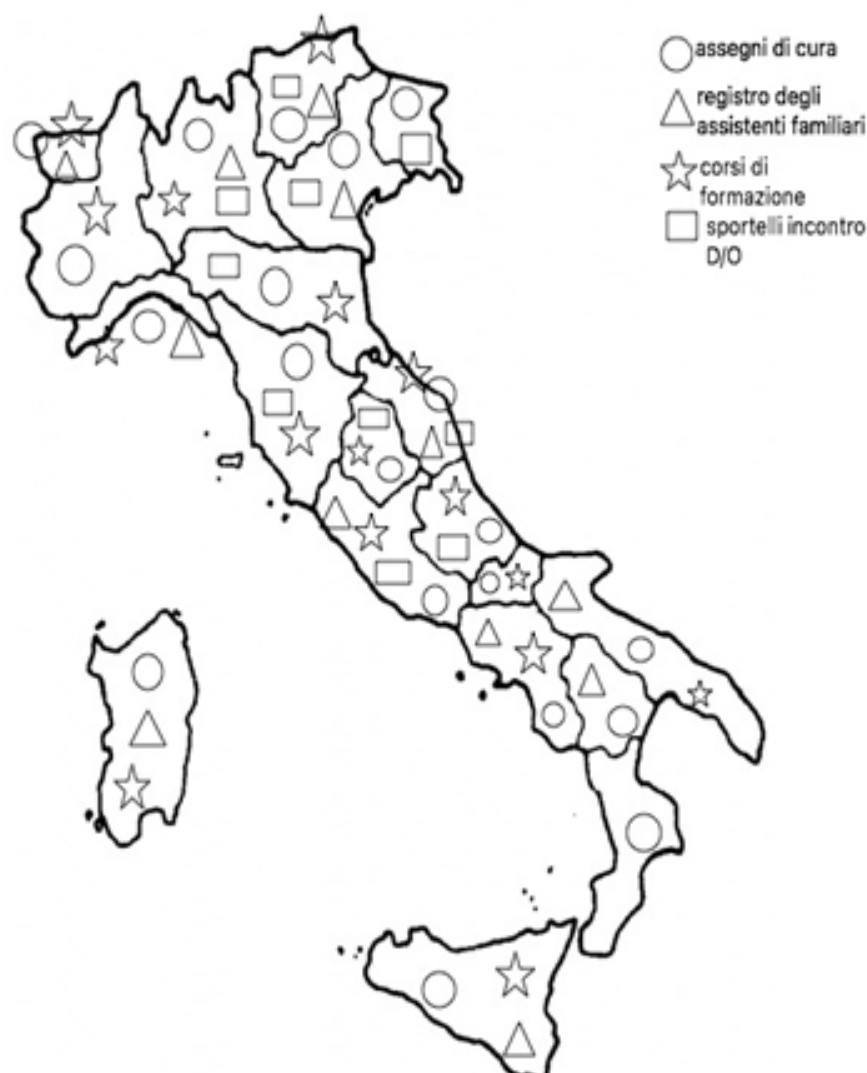 assegni di cura
registro degli
assistenti familiari
corsi di
formazione
sportelli incontro
D/O